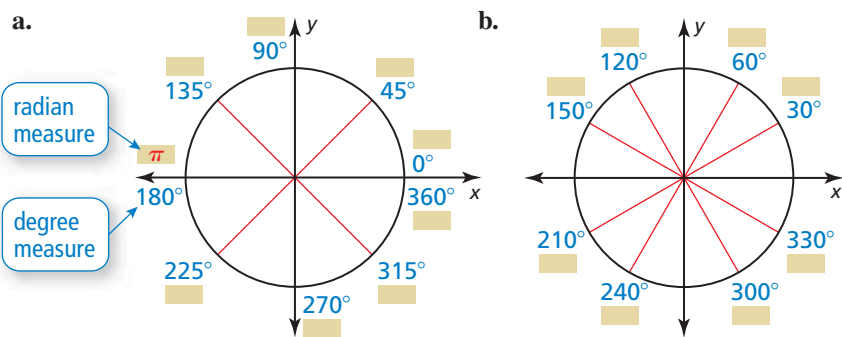 a.
y
90°
135°
45°
radian
measure
π
0°
180°
360°
x
degree
measure
225°
315°
270°
b.
y
120°
60°
150°
30°
x
210°
330°
240°
300°